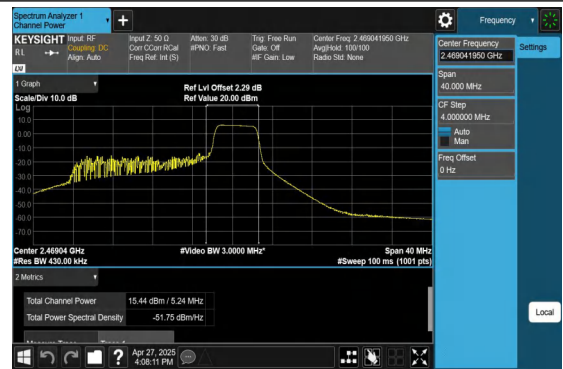 Spectrum Analyzer 1
Channel Power
Frequency
KEYSIGHT
RL
LXI
Input: RF
Coupling: DC
Align: Auto
Input Z: 50 Ω
Corr CCorr RCal
Freq Ref: Int (S)
Atten: 30 dB
#PNO: Fast
Trig: Free Run
Gate: Off
#IF Gain: Low
Center Freq: 2.469041950 GHz
Avg|Hold: 100/100
Radio Std: None
Center Frequency
2.469041950 GHz
Settings
Span
40.000 MHz
CF Step
4.000000 MHz
Auto
Man
Freq Offset
0 Hz
1 Graph
Scale/Div 10.0 dB
Ref Lvl Offset 2.29 dB
Ref Value 20.00 dBm
Log
10.0
0.00
-10.0
-20.0
-30.0
-40.0
-50.0
-60.0
-70.0
Center 2.46904 GHz
#Res BW 430.00 kHz
#Video BW 3.0000 MHz*
Span 40 MHz
#Sweep 100 ms (1001 pts)
2 Metrics
Total Channel Power 15.44 dBm / 5.24 MHz
Total Power Spectral Density -51.75 dBm/Hz
Local
?
Apr 27, 2025
4:08:11 PM